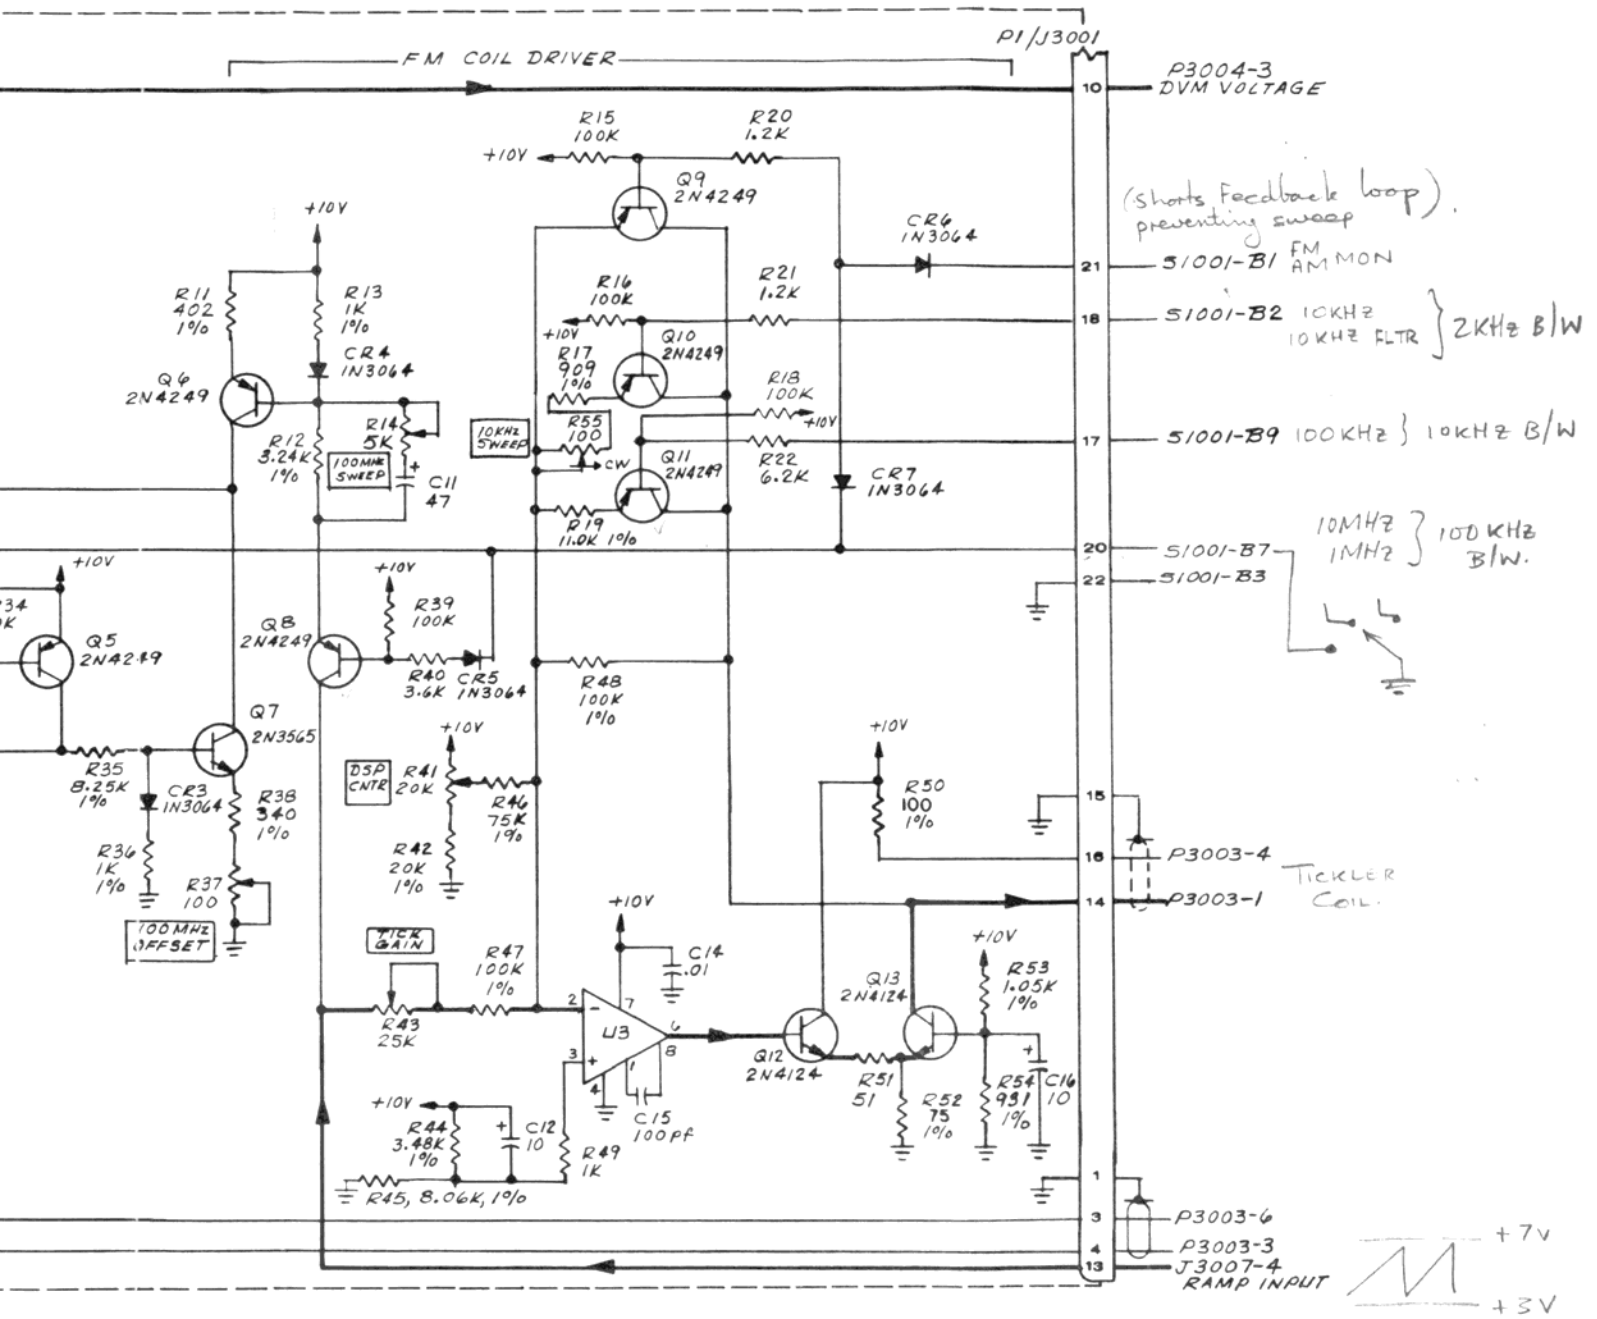 FM COIL DRIVER
P1/J3001
10
P3004-3
DVM VOLTAGE
R15
100K
R20
1.2K
+10V
Q9
2N4249
CR6
1N3064
(Shorts Feedback loop).
preventing sweep
21
S1001-B1 FM
AM MON
+10V
R11
402
1%
R13
1K
1%
CR4
1N3064
Q6
2N4249
R14
5K
R12
3.24K
1%
100MHz
SWEEP
+
C11
47
R16
100K
R21
1.2K
+10V
Q10
2N4249
18
S1001-B2 10KHz
10KHz FLTR
2KHz B/W
R17
909
1%
R18
100K
+10V
10KHz
SWEEP
R55
100
CW
Q11
2N4249
R22
6.2K
17
S1001-B9 100KHz } 10KHz B/W
R19
11.0K 1%
CR7
1N3064
20
S1001-B7
10MHz
1MHz
100KHz
B/W.
22
S1001-B3
+10V
34
K
Q5
2N4249
+10V
R39
100K
Q8
2N4249
R40
3.6K
CR5
1N3064
R48
100K
1%
Q7
2N3565
R35
8.25K
1%
CR3
1N3064
R38
340
1%
R36
1K
1%
R37
100
100MHz
OFFSET
+10V
DSP
CNTR
R41
20K
R46
75K
1%
R42
20K
1%
+10V
R50
100
1%
15
16
P3003-4
14
P3003-1
TICKLER
COIL.
TICK
GAIN
R43
25K
R47
100K
1%
+10V
C14
.01
2
-
7
U3
6
8
3
+
1
4
C15
100pf
Q12
2N4124
Q13
2N4124
R51
51
R52
75
1%
+10V
R53
1.05K
1%
R54
931
1%
+
C16
10
+10V
R44
3.48K
1%
+
C12
10
R49
1K
R45, 8.06K, 1%
1
3
P3003-6
4
P3003-3
13
J3007-4
RAMP INPUT
+7V
+3V